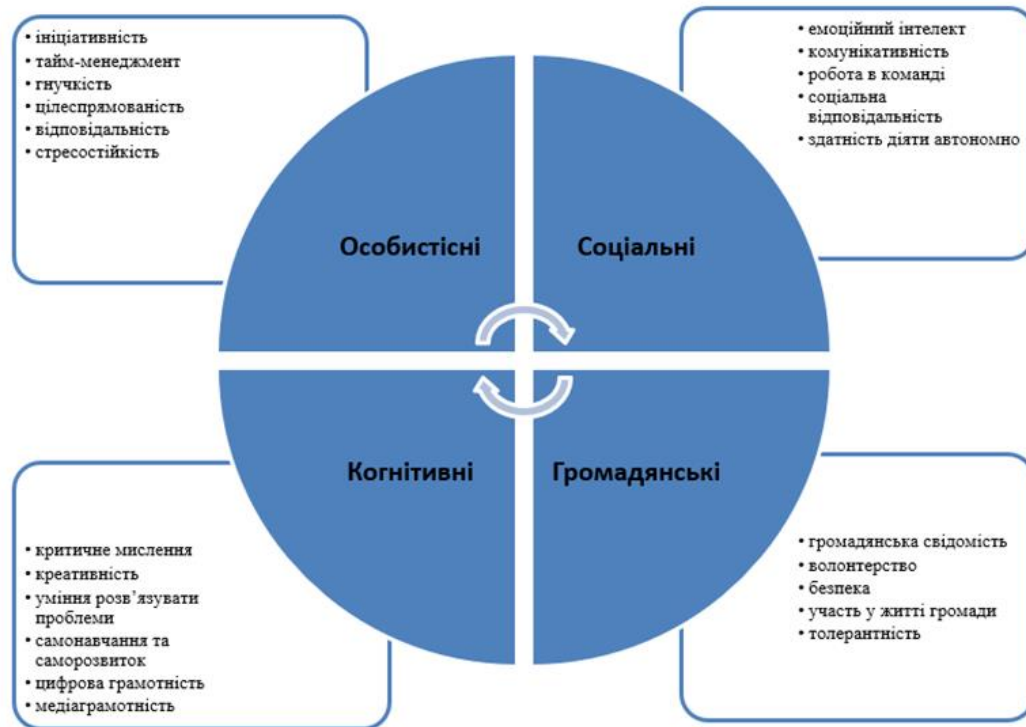 • ініціативність
• тайм-менеджмент
• гнучкість
• цілеспрямованість
• відповідальність
• стресостійкість
• емоційний інтелект
• комунікативність
• робота в команді
• соціальна
відповідальність
• здатність діяти автономно
Особистісні
Соціальні
Когнітивні
Громадянські
• критичне мислення
• креативність
• уміння розв’язувати
проблеми
• самонавчання та
саморозвиток
• цифрова грамотність
• медіаграмотність
• громадянська свідомість
• волонтерство
• безпека
• участь у житті громади
• толерантність